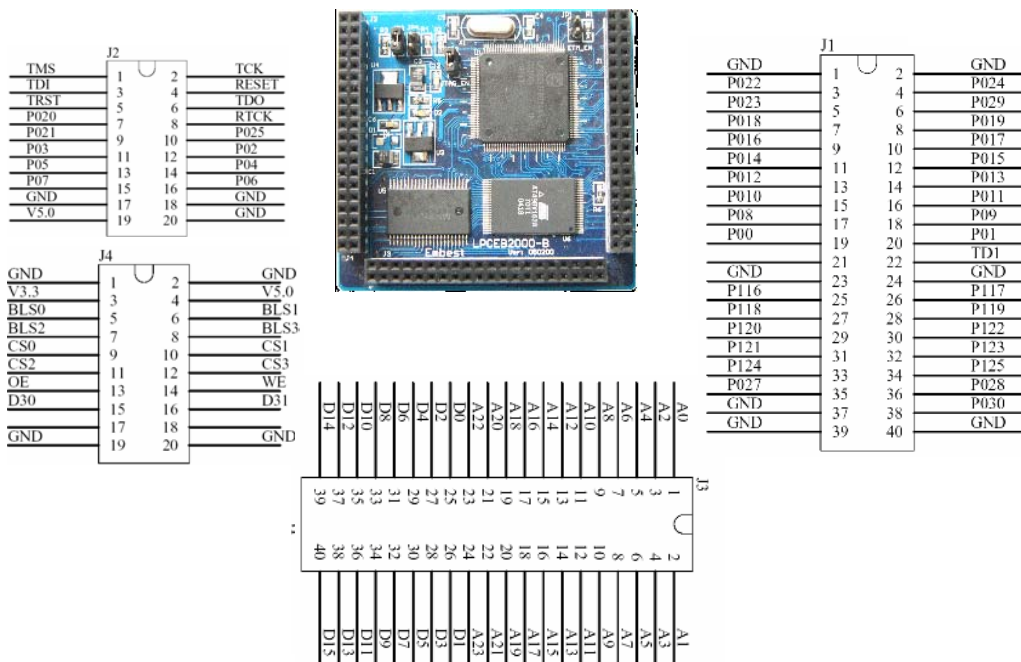 J2
TMS 1 2 TCK
TDI 3 4 RESET
TRST 5 6 TDO
P020 7 8 RTCK
P021 9 10 P025
P03 11 12 P02
P05 13 14 P04
P07 15 16 P06
GND 17 18 GND
V5.0 19 20 GND
J4
GND 1 2 GND
V3.3 3 4 V5.0
BLS0 5 6 BLS1
BLS2 7 8 BLS3
CS0 9 10 CS1
CS2 11 12 CS3
OE 13 14 WE
D30 15 16 D31
17 18
GND 19 20 GND
ETM_EN
J1
U4
U5
U6
LPCEB2000-B
Embest
J1
GND 1 2 GND
P022 3 4 P024
P023 5 6 P029
P018 7 8 P019
P016 9 10 P017
P014 11 12 P015
P012 13 14 P013
P010 15 16 P011
P08 17 18 P09
P00 19 20 P01
21 22 TD1
GND 23 24 GND
P116 25 26 P117
P118 27 28 P119
P120 29 30 P122
P121 31 32 P123
P124 33 34 P125
P027 35 36 P028
GND 37 38 P030
GND 39 40 GND
J3
A0 A2 A4 A6 A8 A10 A12 A14 A16 A18 A20 A22 D0 D2 D4 D6 D8 D10 D12 D14
1 3 5 7 9 11 13 15 17 19 21 23 25 27 29 31 33 35 37 39
2 4 6 8 10 12 14 16 18 20 22 24 26 28 30 32 34 36 38 40
A1 A3 A5 A7 A9 A11 A13 A15 A17 A19 A21 A23 D1 D3 D5 D7 D9 D11 D13 D15